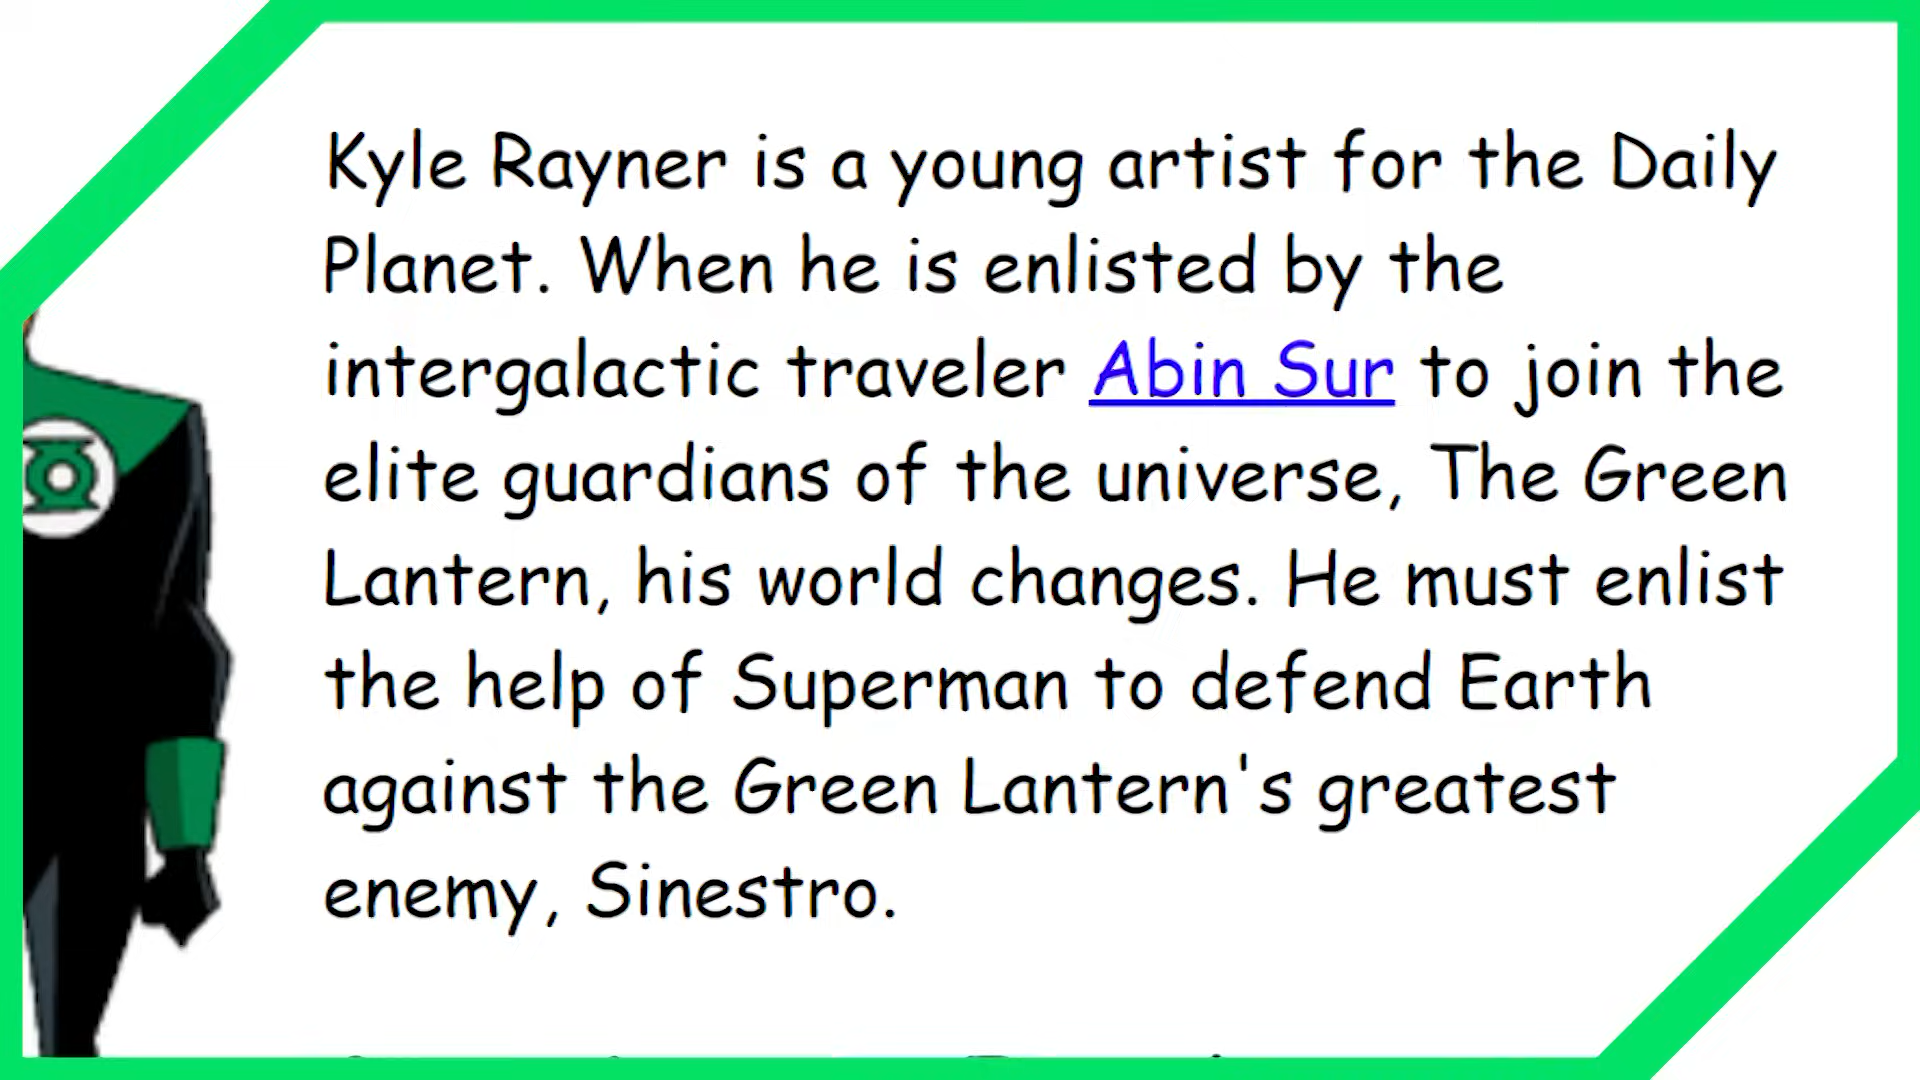 Kyle Rayner is a young artist for the Daily
Planet. When he is enlisted by the
intergalactic traveler Abin Sur to join the
elite guardians of the universe, The Green
Lantern, his world changes. He must enlist
the help of Superman to defend Earth
against the Green Lantern's greatest
enemy, Sinestro.